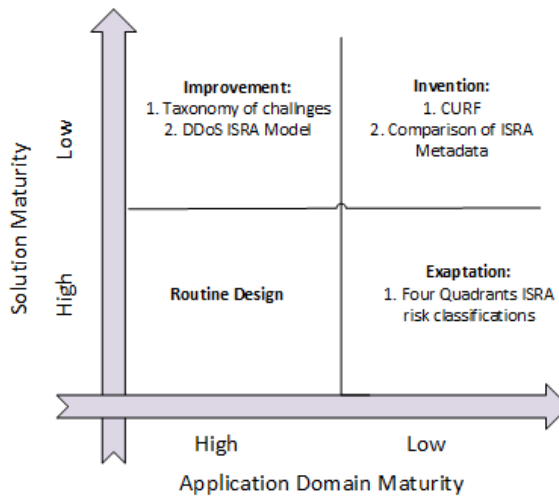 Solution Maturity
Low
High
Improvement:
1. Taxonomy of challnges
2. DDoS ISRA Model
Invention:
1. CURF
2. Comparison of ISRA
Metadata
Routine Design
Exaptation:
1. Four Quadrants ISRA
risk classifications
High
Low
Application Domain Maturity